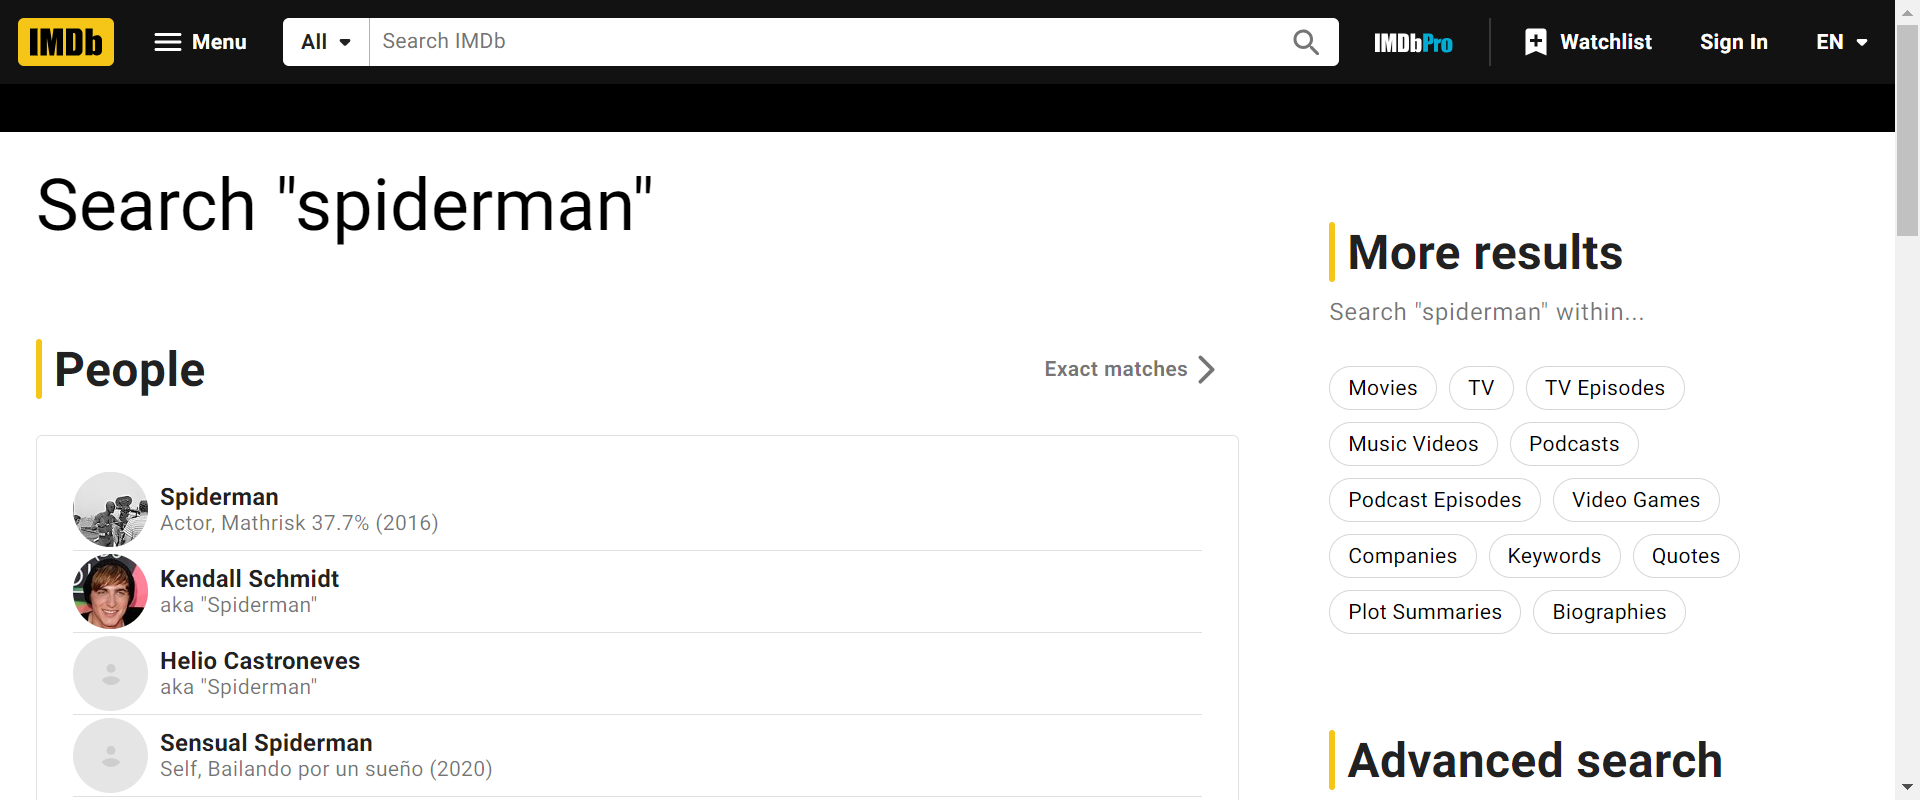 IMDb Menu All Search IMDb IMDbPro Watchlist Sign In EN
Search "spiderman"
People
Exact matches
Spiderman
Actor, Mathrisk 37.7% (2016)
Kendall Schmidt
aka "Spiderman"
Helio Castroneves
aka "Spiderman"
Sensual Spiderman
Self, Bailando por un sueño (2020)
More results
Search "spiderman" within...
Movies TV TV Episodes
Music Videos Podcasts
Podcast Episodes Video Games
Companies Keywords Quotes
Plot Summaries Biographies
Advanced search